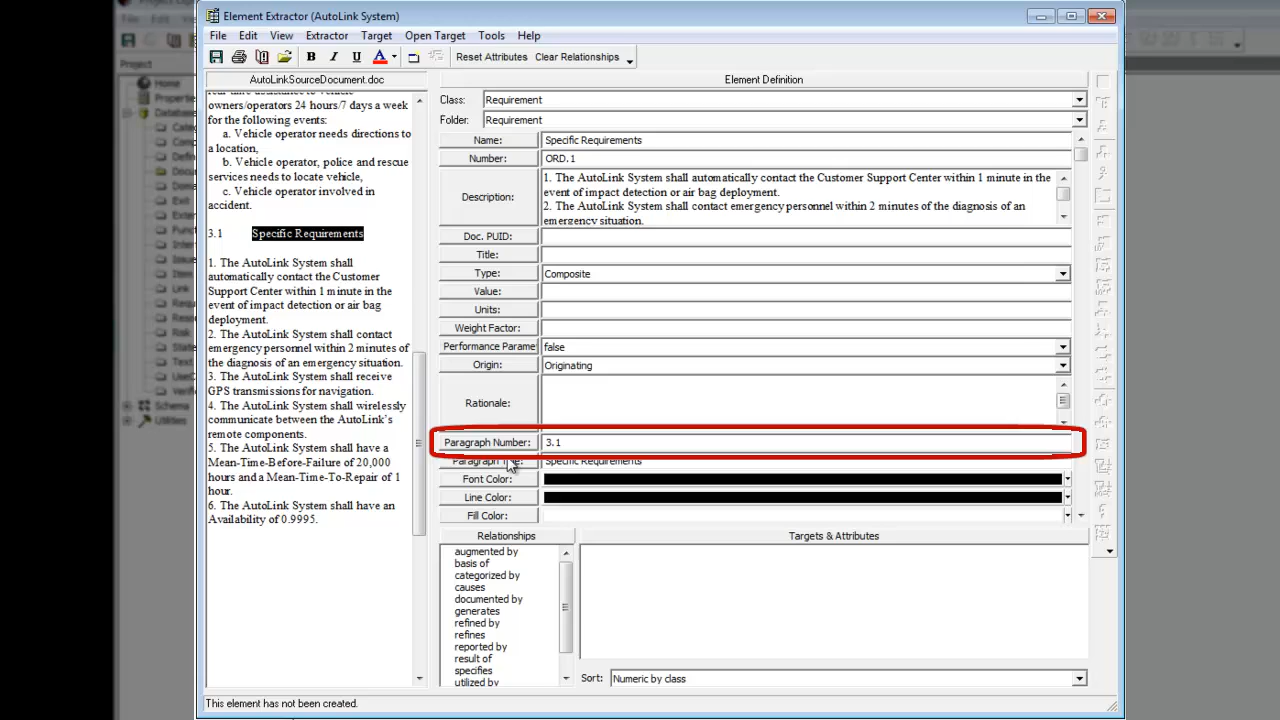 Element Extractor (AutoLink System)
File Edit View Extractor Target Open Target Tools Help
B I U A Reset Attributes Clear Relationships
Project
Home
AutoLinkSourceDocument.doc
owners/operators 24 hours/7 days a week
for the following events:
a. Vehicle operator needs directions to
a location,
b. Vehicle operator, police and rescue
services needs to locate vehicle,
c. Vehicle operator involved in
accident.
3.1 Specific Requirements
1. The AutoLink System shall
automatically contact the Customer
Support Center within 1 minute in the
event of impact detection or air bag
deployment.
2. The AutoLink System shall contact
emergency personnel within 2 minutes of
the diagnosis of an emergency situation.
3. The AutoLink System shall receive
GPS transmissions for navigation.
4. The AutoLink System shall wirelessly
communicate between the AutoLink's
remote components.
5. The AutoLink System shall have a
Mean-Time-Before-Failure of 20,000
hours and a Mean-Time-To-Repair of 1
hour.
6. The AutoLink System shall have an
Availability of 0.9995.
Element Definition
Class: Requirement
Folder: Requirement
Name: Specific Requirements
Number: ORD.1
Description: 1. The AutoLink System shall automatically contact the Customer Support Center within 1 minute in the
event of impact detection or air bag deployment.
2. The AutoLink System shall contact emergency personnel within 2 minutes of the diagnosis of an
emergency situation.
Doc. PUID:
Title:
Type: Composite
Value:
Units:
Weight Factor:
Performance Parame false
Origin: Originating
Rationale:
Paragraph Number: 3.1
Paragraph Specific Requirements
Font Color:
Line Color:
Fill Color:
Relationships
augmented by
basis of
categorized by
causes
documented by
generates
refined by
refines
reported by
result of
specifies
utilized by
Targets & Attributes
Sort: Numeric by class
This element has not been created.